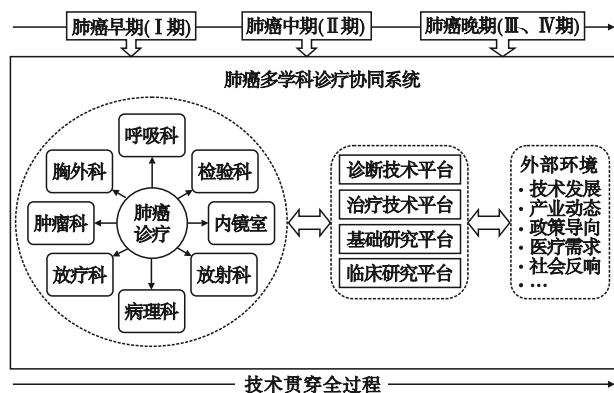 肺癌早期(Ⅰ期)
肺癌中期(Ⅱ期)
肺癌晚期(Ⅲ、Ⅳ期)
肺癌多学科诊疗协同系统
呼吸科
胸外科
检验科
肿瘤科
肺癌
诊疗
内镜室
放疗科
放射科
病理科
诊断技术平台
治疗技术平台
基础研究平台
临床研究平台
外部环境
· 技术发展
· 产业动态
· 政策导向
· 医疗需求
· 社会反响
· …
技术贯穿全过程